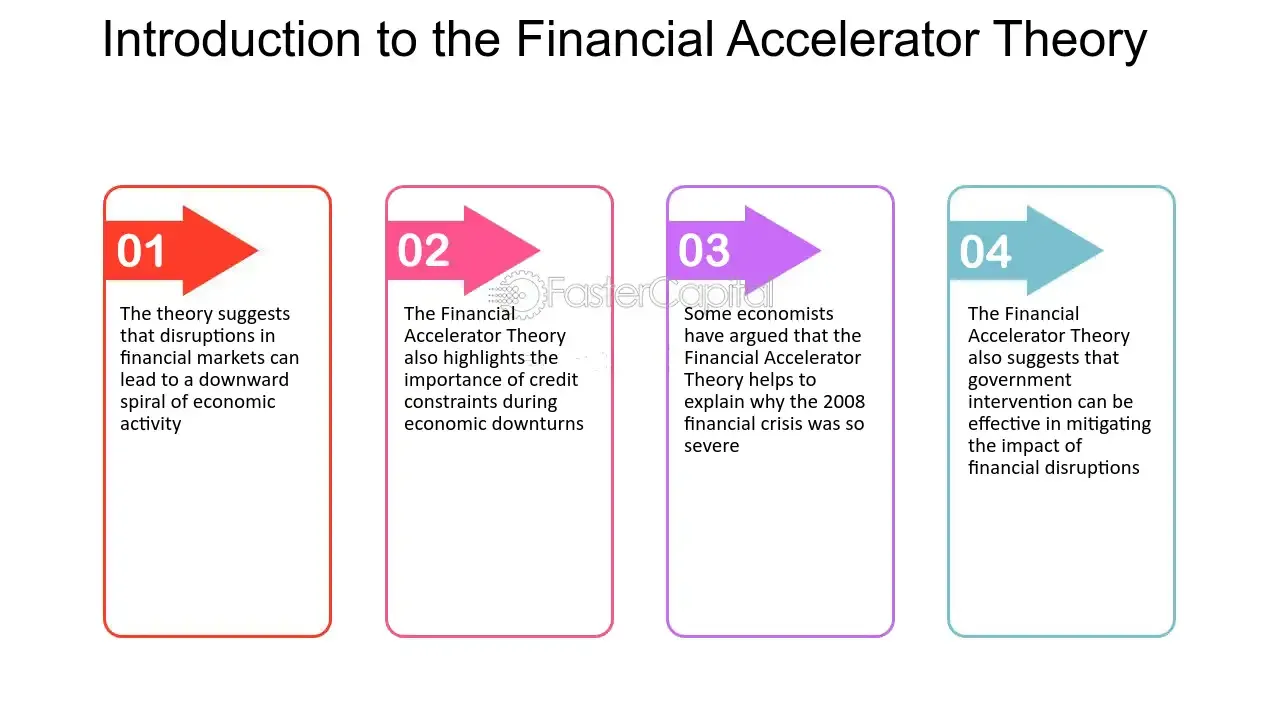 Introduction to the Financial Accelerator Theory
01
The theory suggests
that disruptions in
financial markets can
lead to a downward
spiral of economic
activity
02
The Financial
Accelerator Theory
also highlights the
importance of credit
constraints during
economic downturns
03
Some economists
have argued that the
Financial Accelerator
Theory helps to
explain why the 2008
financial crisis was so
severe
04
The Financial
Accelerator Theory
also suggests that
government
intervention can be
effective in mitigating
the impact of
financial disruptions
FasterCapital